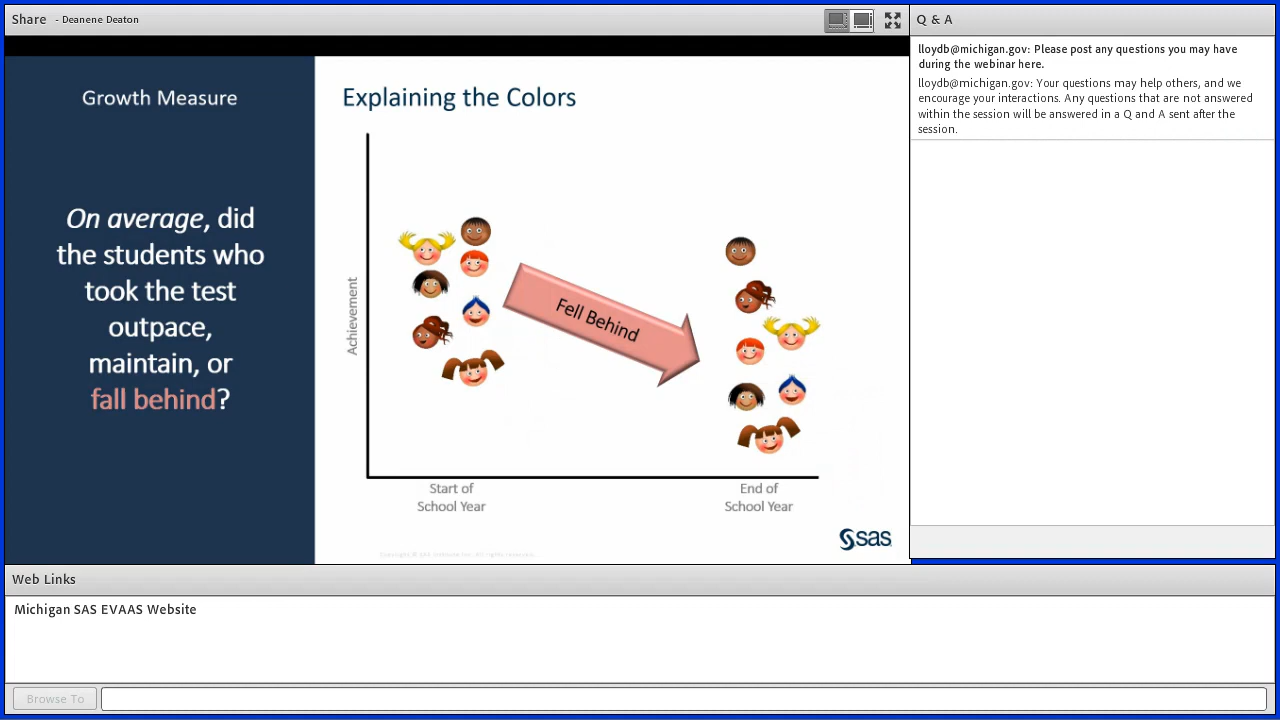 Share - Deanene Deaton
Growth Measure
On average, did
the students who
took the test
outpace,
maintain, or
fall behind?
Explaining the Colors
Achievement
Fell Behind
Start of
School Year
End of
School Year
sas
Q & A
lloydb@michigan.gov: Please post any questions you may have
during the webinar here.
lloydb@michigan.gov: Your questions may help others, and we
encourage your interactions. Any questions that are not answered
within the session will be answered in a Q and A sent after the
session.
Web Links
Michigan SAS EVAAS Website
Browse To